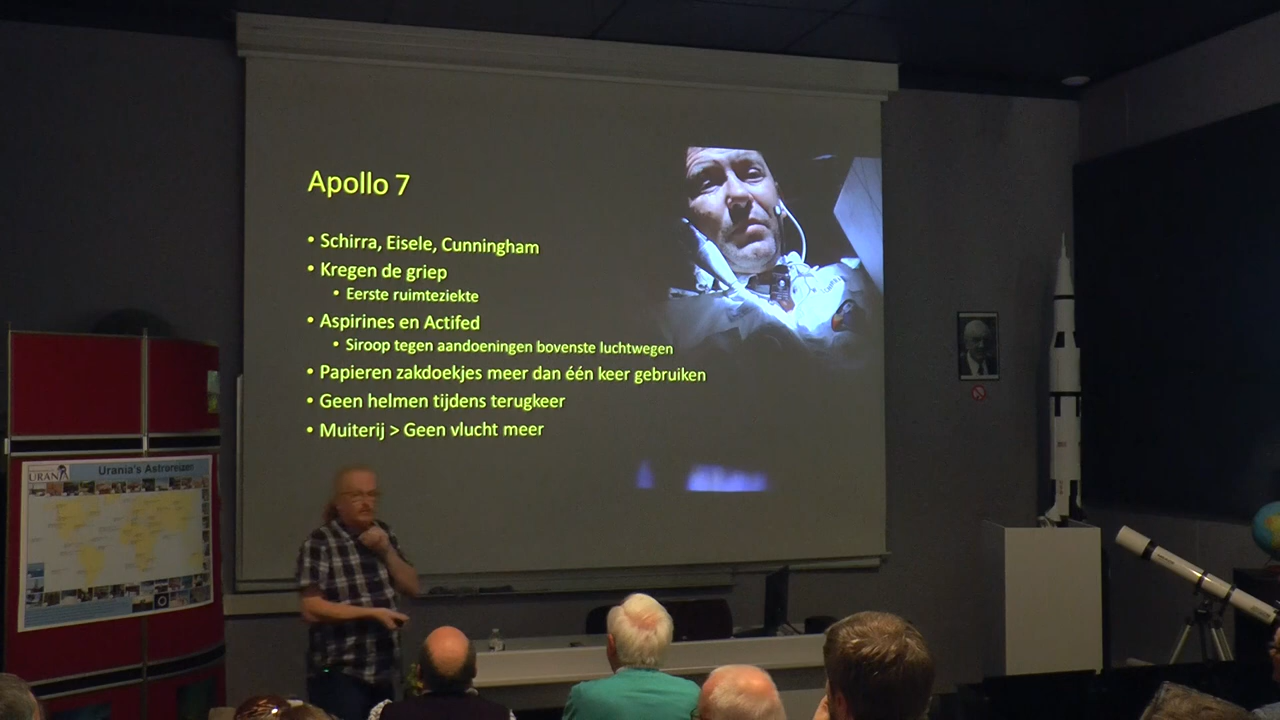 Apollo 7
• Schirra, Eisele, Cunningham
• Kregen de griep
• Eerste ruimteziekte
• Aspirines en Actifed
• Siroop tegen aandoeningen bovenste luchtwegen
• Papieren zakdoekjes meer dan één keer gebruiken
• Geen helmen tijdens terugkeer
• Muiterij > Geen vlucht meer
URANIA
Urania's Astroreizen